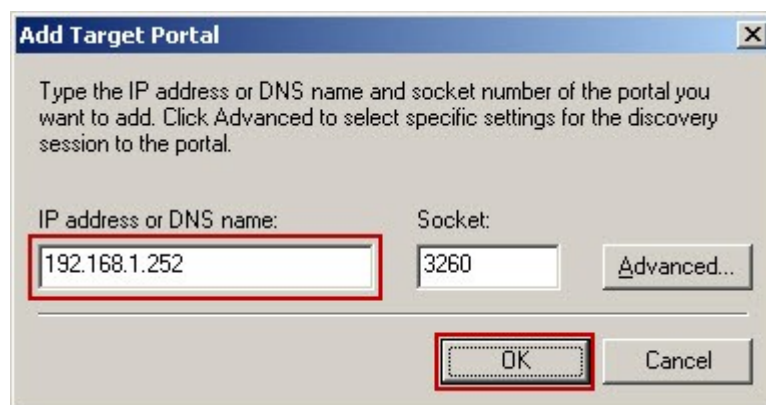 Add Target Portal
Type the IP address or DNS name and socket number of the portal you
want to add. Click Advanced to select specific settings for the discovery
session to the portal.
IP address or DNS name: Socket:
192.168.1.252 3260 Advanced...
OK Cancel